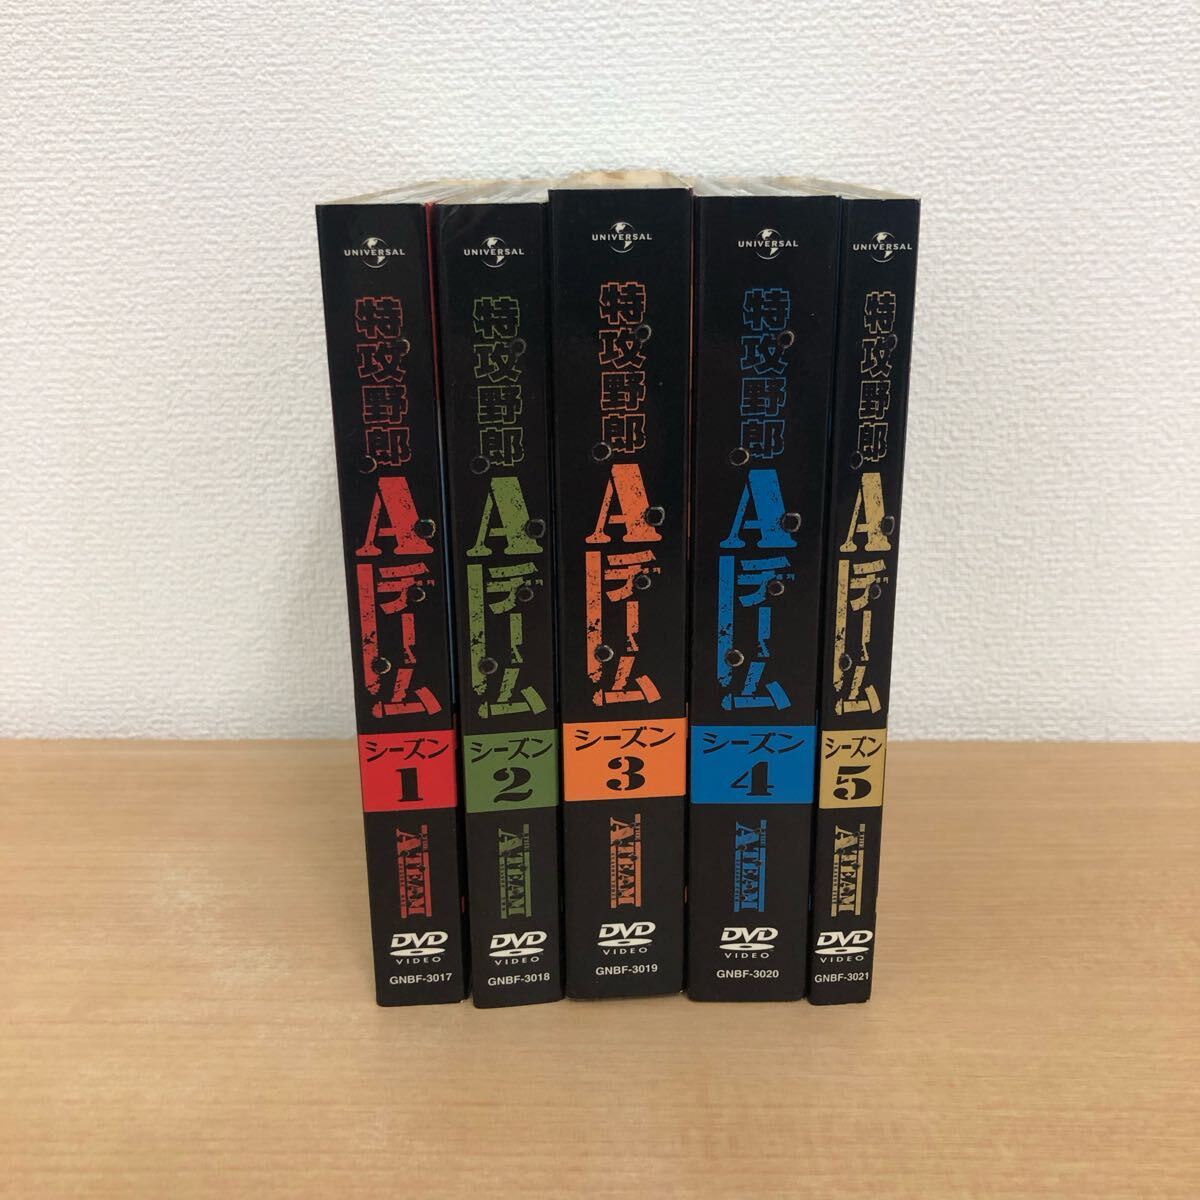 UNIVERSAL
特攻野郎
Aチーム
シーズン
1
THE
A-TEAM
DVD
VIDEO
GNBF-3017
UNIVERSAL
特攻野郎
Aチーム
シーズン
2
THE
A-TEAM
DVD
VIDEO
GNBF-3018
UNIVERSAL
特攻野郎
Aチーム
シーズン
3
THE
A-TEAM
DVD
VIDEO
GNBF-3019
UNIVERSAL
特攻野郎
Aチーム
シーズン
4
THE
A-TEAM
DVD
VIDEO
GNBF-3020
UNIVERSAL
特攻野郎
Aチーム
シーズン
5
THE
A-TEAM
DVD
VIDEO
GNBF-3021